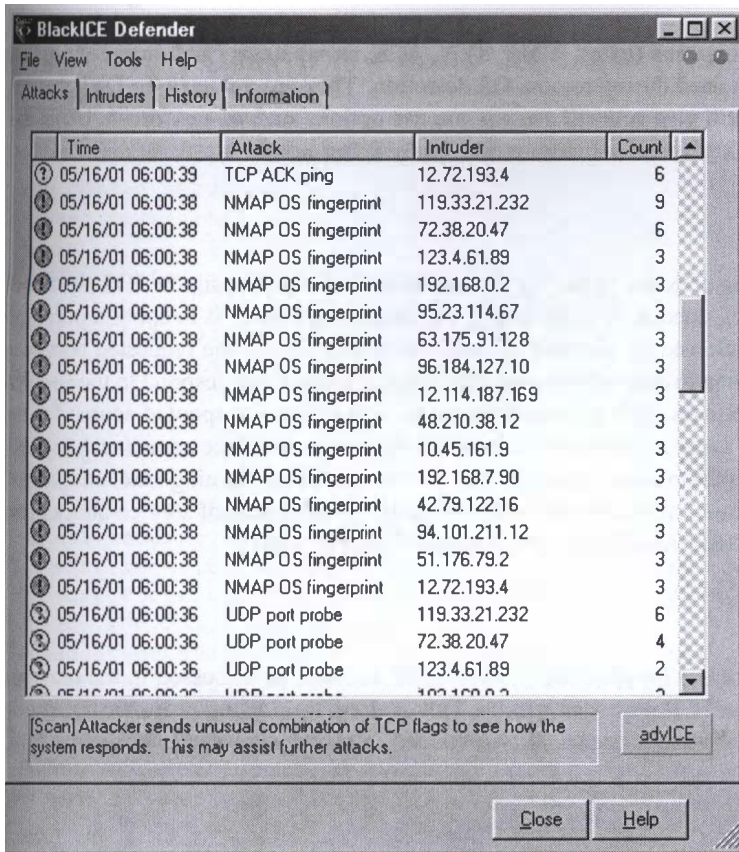 BlackICE Defender
File View Tools Help
Attacks Intruders History Information
Time Attack Intruder Count
05/16/01 06:00:39 TCP ACK ping 12.72.193.4 6
05/16/01 06:00:38 NMAP OS fingerprint 119.33.21.232 9
05/16/01 06:00:38 NMAP OS fingerprint 72.38.20.47 6
05/16/01 06:00:38 NMAP OS fingerprint 123.4.61.89 3
05/16/01 06:00:38 NMAP OS fingerprint 192.168.0.2 3
05/16/01 06:00:38 NMAP OS fingerprint 95.23.114.67 3
05/16/01 06:00:38 NMAP OS fingerprint 63.175.91.128 3
05/16/01 06:00:38 NMAP OS fingerprint 96.184.127.10 3
05/16/01 06:00:38 NMAP OS fingerprint 12.114.187.169 3
05/16/01 06:00:38 NMAP OS fingerprint 48.210.38.12 3
05/16/01 06:00:38 NMAP OS fingerprint 10.45.161.9 3
05/16/01 06:00:38 NMAP OS fingerprint 192.168.7.90 3
05/16/01 06:00:38 NMAP OS fingerprint 42.79.122.16 3
05/16/01 06:00:38 NMAP OS fingerprint 94.101.211.12 3
05/16/01 06:00:38 NMAP OS fingerprint 51.176.79.2 3
05/16/01 06:00:38 NMAP OS fingerprint 12.72.193.4 3
05/16/01 06:00:36 UDP port probe 119.33.21.232 6
05/16/01 06:00:36 UDP port probe 72.38.20.47 4
05/16/01 06:00:36 UDP port probe 123.4.61.89 2
[Scan] Attacker sends unusual combination of TCP flags to see how the
system responds. This may assist further attacks.
advICE
Close Help